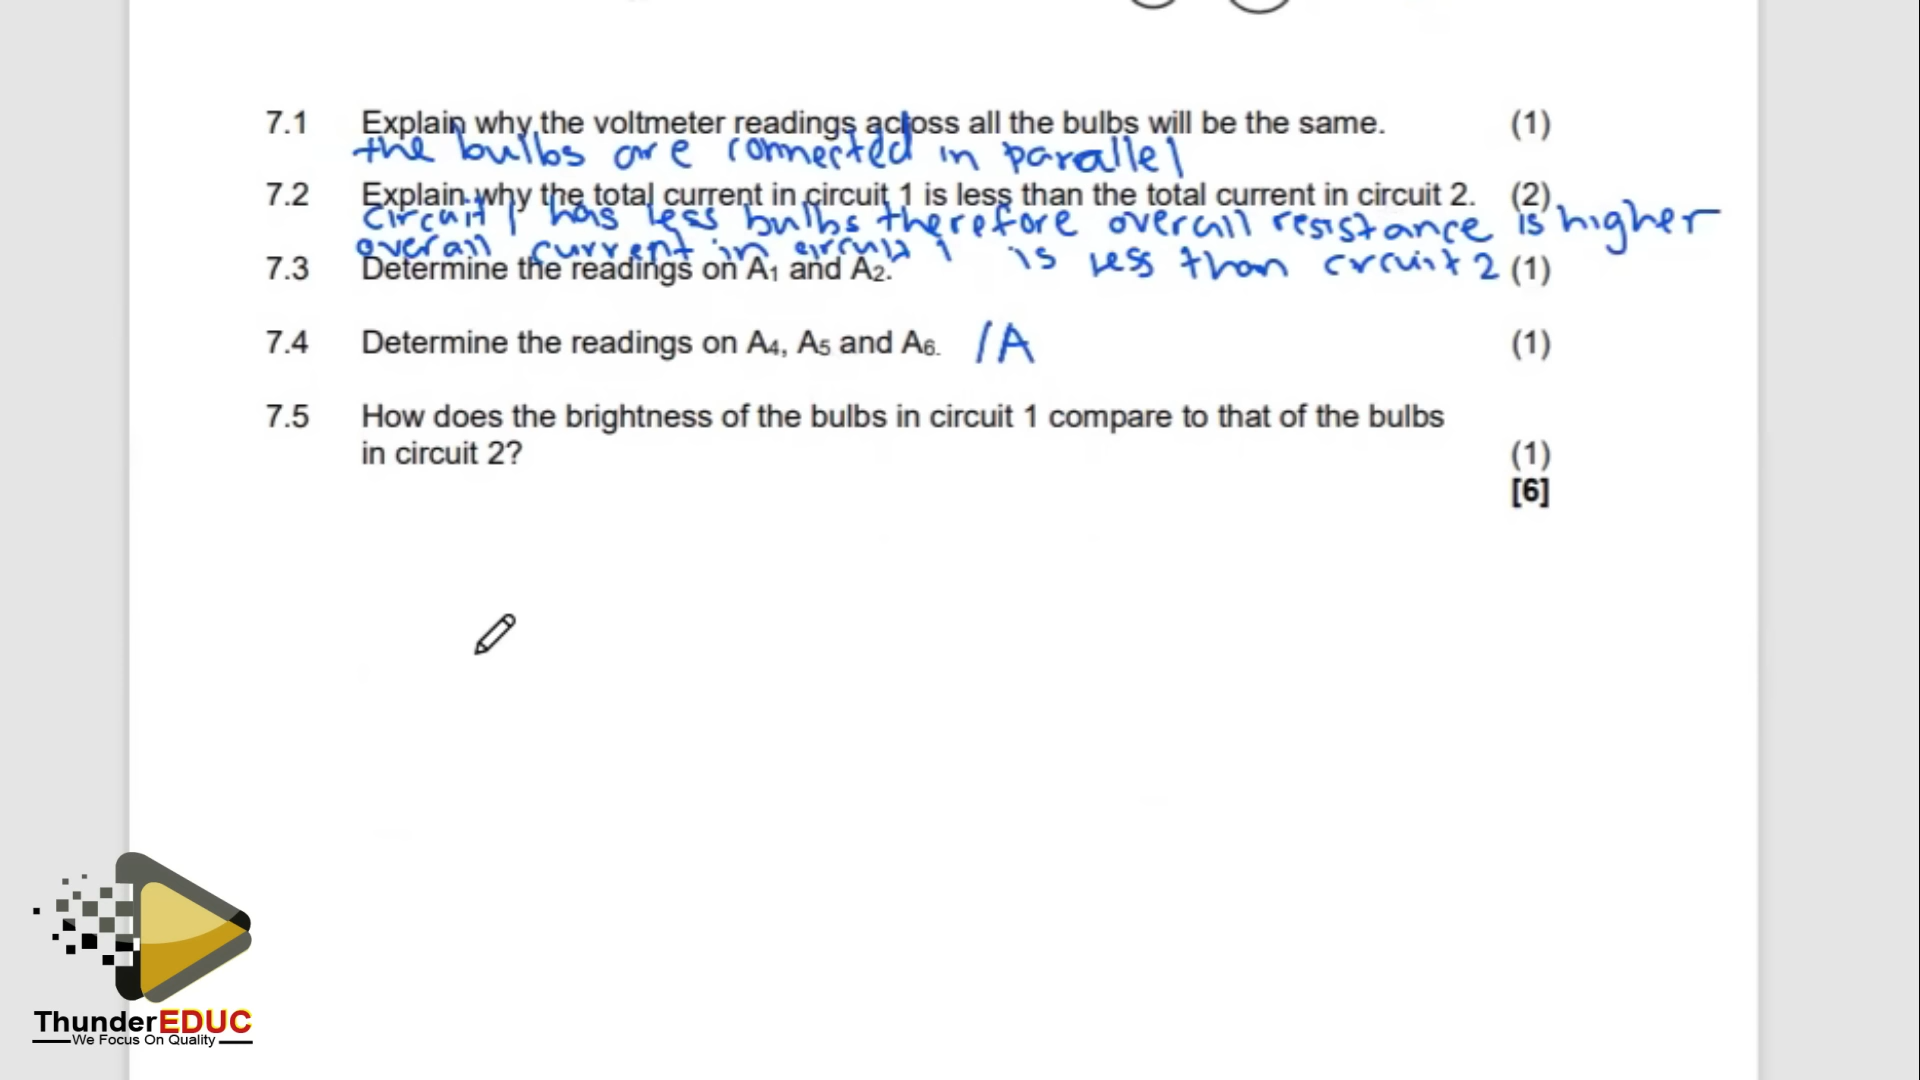 7.1 Explain why the voltmeter readings across all the bulbs will be the same. (1)
the bulbs are connected in parallel
7.2 Explain why the total current in circuit 1 is less than the total current in circuit 2. (2)
circuit 1 has less bulbs therefore overall resistance is higher
overall current in circuit 1 is less than circuit 2
7.3 Determine the readings on A₁ and A₂. (1)
7.4 Determine the readings on A₄, A₅ and A₆. 1A (1)
7.5 How does the brightness of the bulbs in circuit 1 compare to that of the bulbs
in circuit 2? (1)
[6]
ThunderEDUC
We Focus On Quality